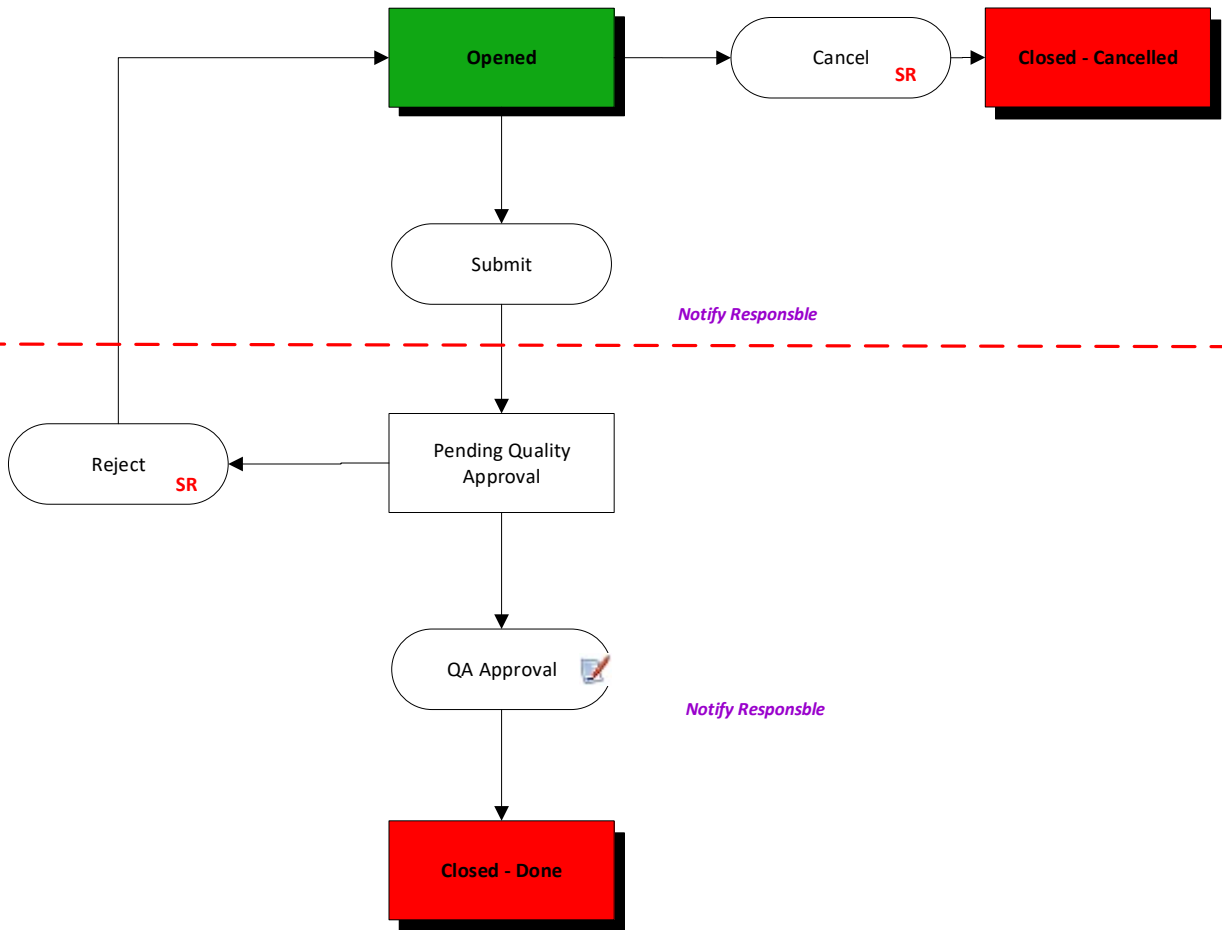 Opened
Cancel
SR
Closed - Cancelled
Submit
Notify Responsble
Reject
SR
Pending Quality
Approval
QA Approval
Notify Responsble
Closed - Done